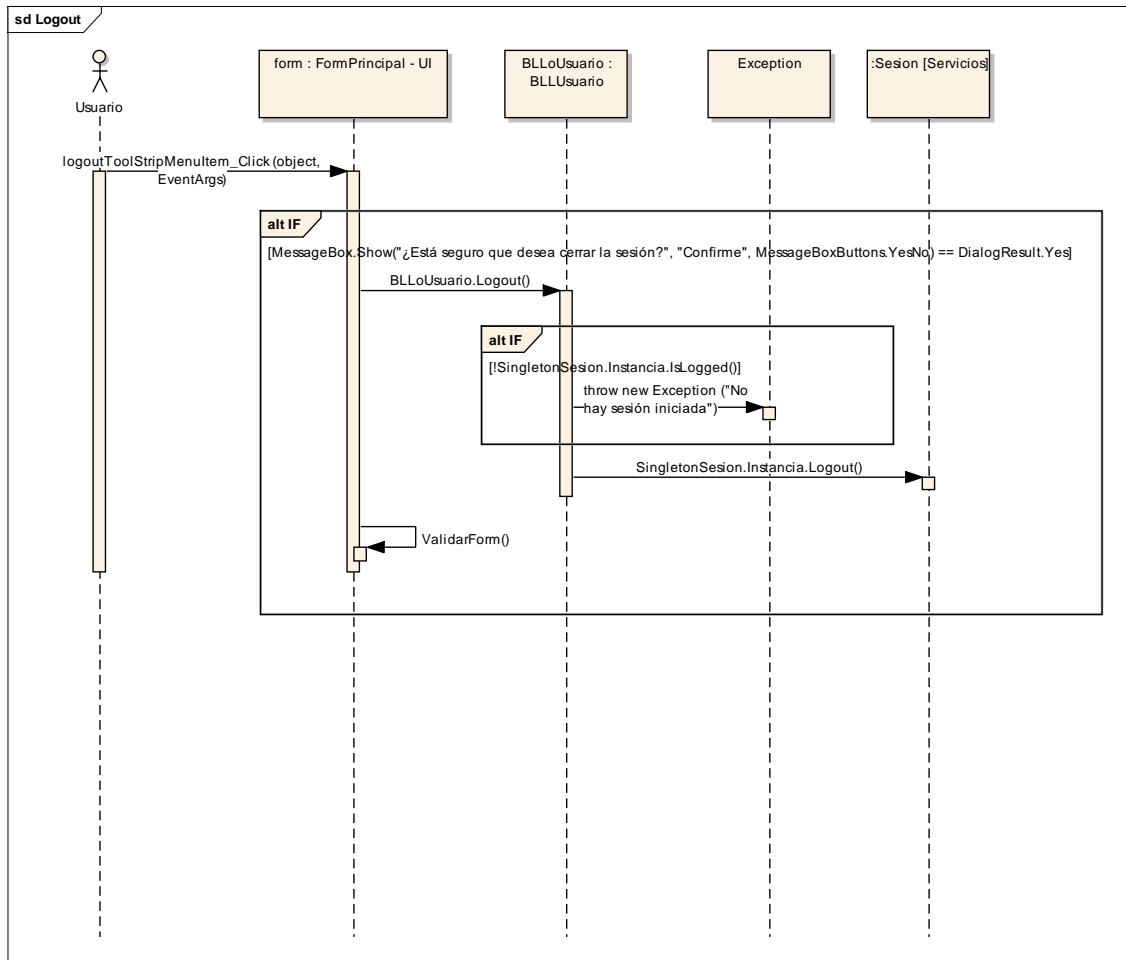 sd Logout
Usuario
form : FormPrincipal - UI
BLLoUsuario :
BLLUsuario
Exception
:Sesion [Servicios]
logoutToolStripMenuItem_Click(object,
EventArgs)
alt IF
[MessageBox.Show("¿Está seguro que desea cerrar la sesión?", "Confirme", MessageBoxButtons.YesNo) == DialogResult.Yes]
BLLoUsuario.Logout()
alt IF
[!SingletonSesion.Instancia.IsLogged()]
throw new Exception ("No
hay sesión iniciada")
SingletonSesion.Instancia.Logout()
ValidarForm()